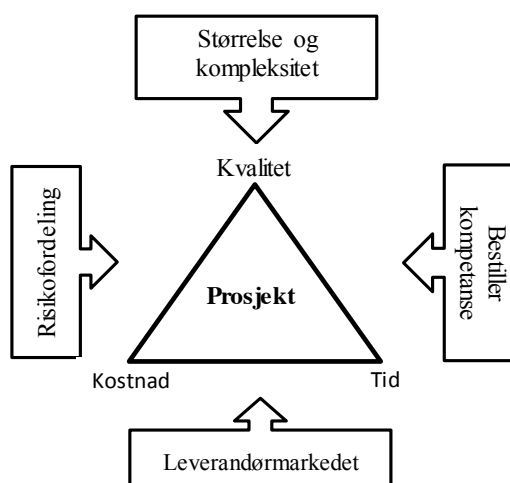 Størrelse og
kompleksitet
Kvalitet
Risikofordeling
Bestiller
kompetanse
Prosjekt
Kostnad
Tid
Leverandørmarkedet